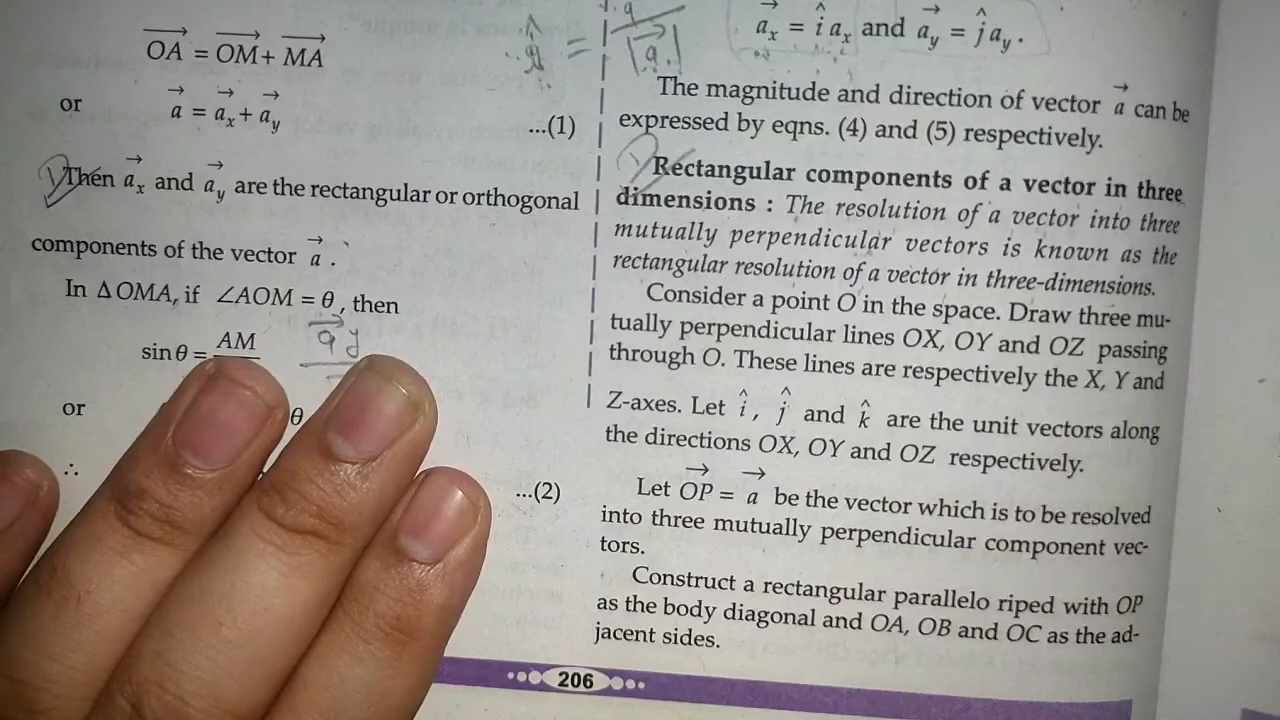 OA = OM + MA
or a = aₓ + a_y ...(1)
Then aₓ and a_y are the rectangular or orthogonal
components of the vector a .
In Δ OMA, if ∠AOM = θ , then
sin θ = AM
a y
or θ
∴
...(2)
aₓ = î aₓ and a_y = ĵ a_y .
The magnitude and direction of vector a can be
expressed by eqns. (4) and (5) respectively.
Rectangular components of a vector in three
dimensions : The resolution of a vector into three
mutually perpendicular vectors is known as the
rectangular resolution of a vector in three-dimensions.
Consider a point O in the space. Draw three mu-
tually perpendicular lines OX, OY and OZ passing
through O. These lines are respectively the X, Y and
Z-axes. Let î , ĵ and k̂ are the unit vectors along
the directions OX, OY and OZ respectively.
Let OP = a be the vector which is to be resolved
into three mutually perpendicular component vec-
tors.
Construct a rectangular parallelo riped with OP
as the body diagonal and OA, OB and OC as the ad-
jacent sides.
206